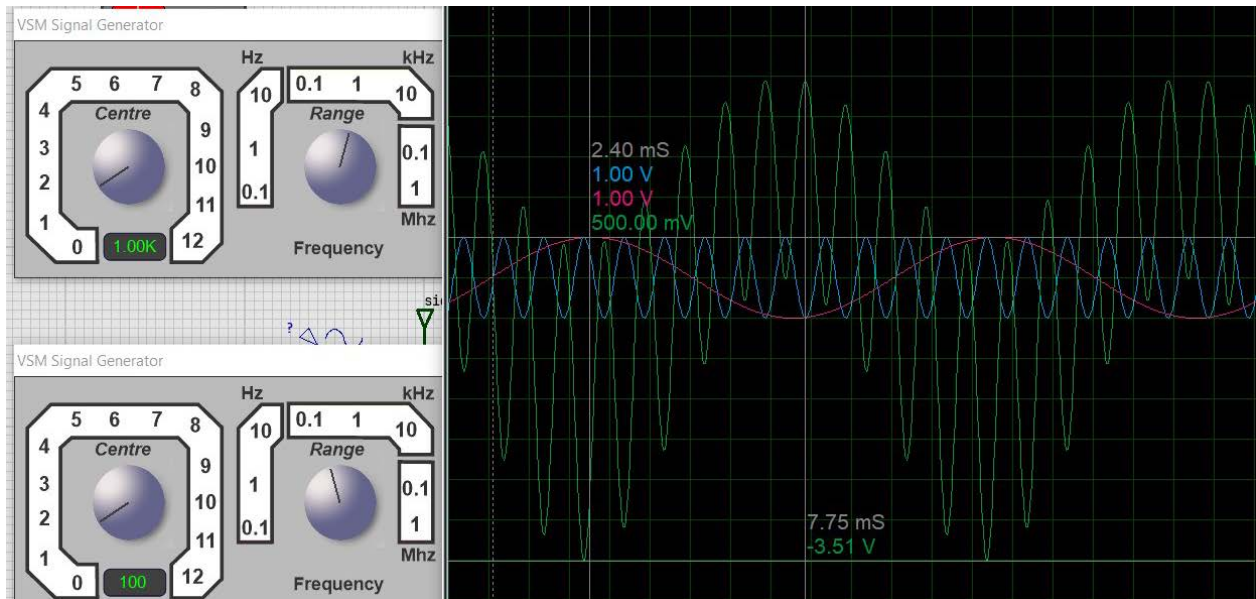 VSM Signal Generator
Hz
kHz
5 6 7 8
4
3
2
1
0
9
10
11
12
Centre
1.00K
10
1
0.1
0.1 1 10
Range
0.1
1
Mhz
Frequency
?
VSM Signal Generator
Hz
kHz
5 6 7 8
4
3
2
1
0
9
10
11
12
Centre
100
10
1
0.1
0.1 1 10
Range
0.1
1
Mhz
Frequency
2.40 mS
1.00 V
1.00 V
500.00 mV
7.75 mS
-3.51 V